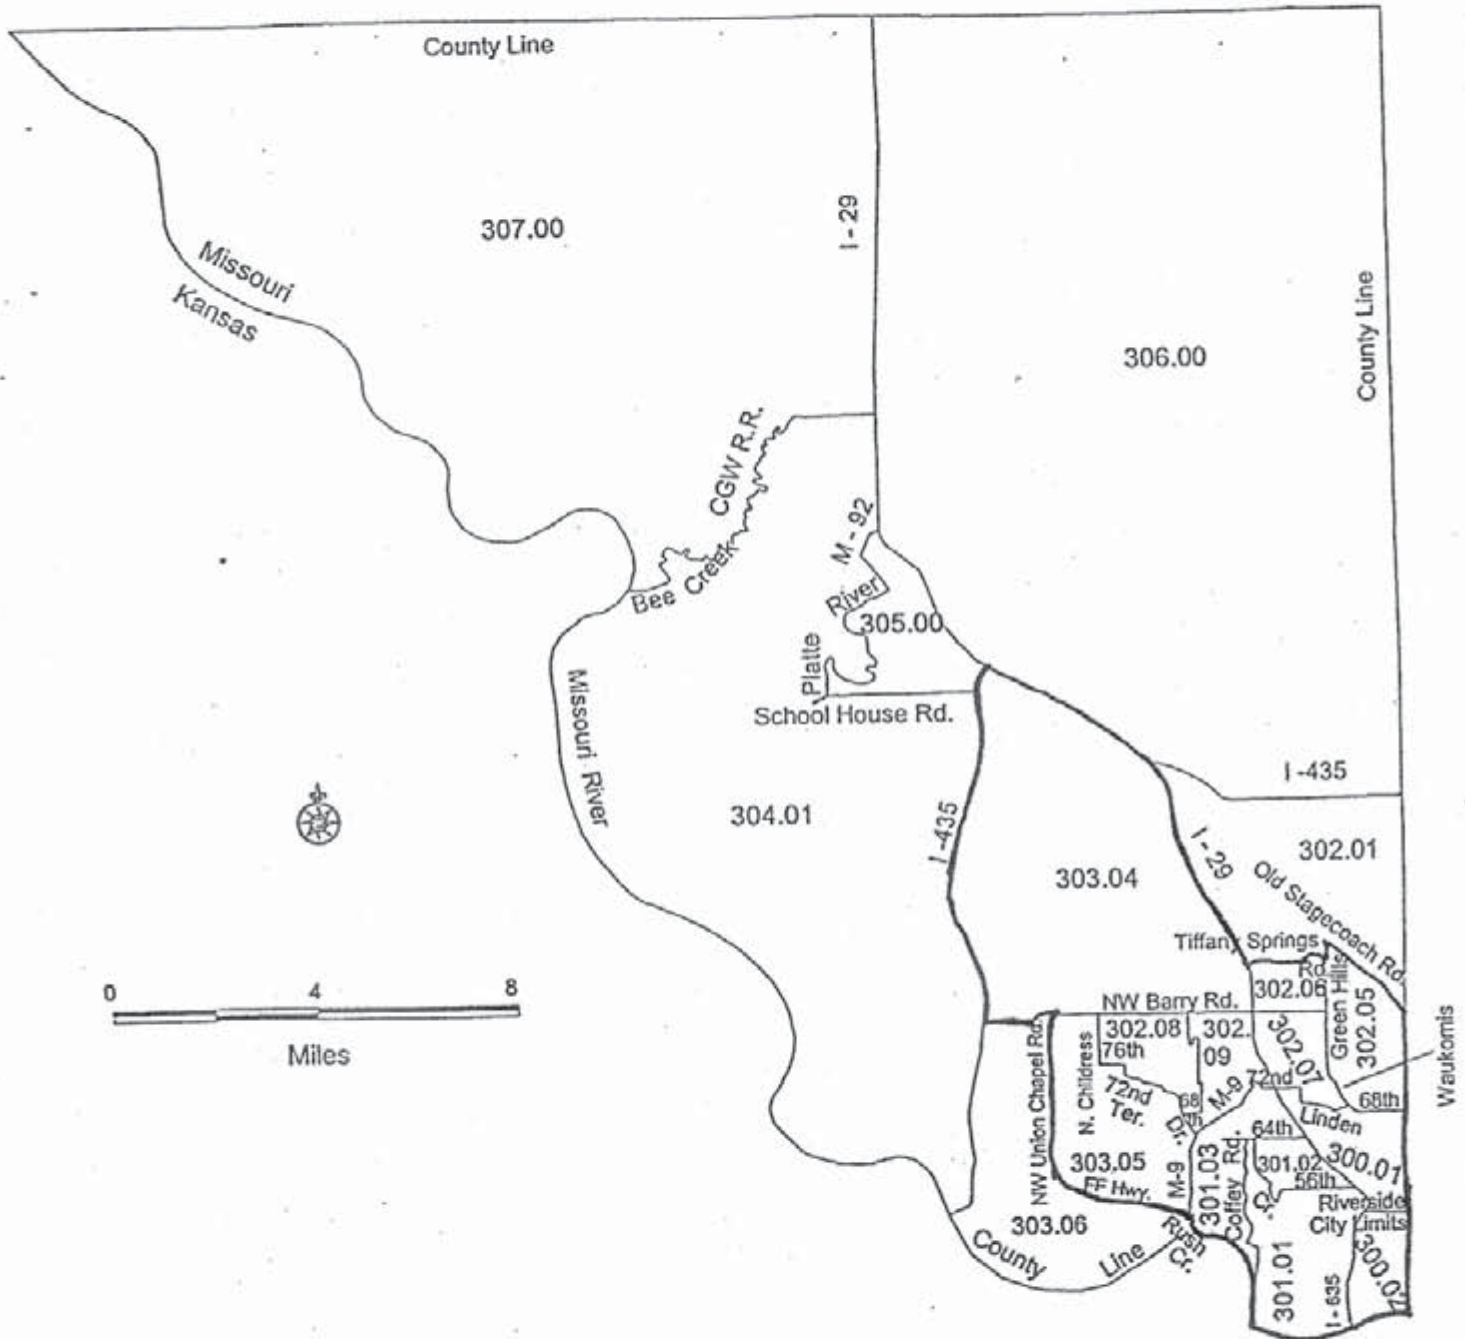 County Line
307.00
I - 29
Missouri
Kansas
306.00
County Line
CGW R.R.
Bee Creek
M - 92
River
305.00
Platte
School House Rd.
Missouri River
304.01
I -435
I -435
303.04
I - 29
302.01
Old Stagecoach Rd.
Tiffany Springs
Rd.
302.06
Green Hills
302.05
Waukomis
0 4 8
Miles
NW Barry Rd.
NW Union Chapel Rd.
N. Childress
302.08
76th
72nd
Ter.
302.
09
68
th
Dr.
M-9
302.07
72nd
68th
Linden
64th
300.01
303.05
FF Hwy.
M-9
301.03
Coffey Rd.
301.02
56th
Riverside
City Limits
303.06
County Line
Rush
Cr.
301.01
I - 635
300.02